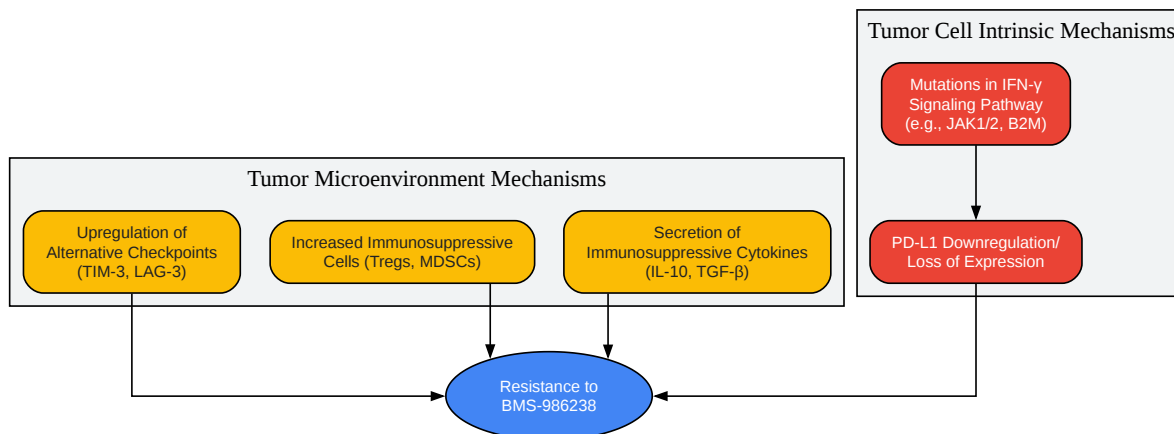 Tumor Cell Intrinsic Mechanisms
Mutations in IFN-γ
Signaling Pathway
(e.g., JAK1/2, B2M)
Tumor Microenvironment Mechanisms
Upregulation of
Alternative Checkpoints
(TIM-3, LAG-3)
Increased Immunosuppressive
Cells (Tregs, MDSCs)
Secretion of
Immunosuppressive Cytokines
(IL-10, TGF-β)
PD-L1 Downregulation/
Loss of Expression
Resistance to
BMS-986238